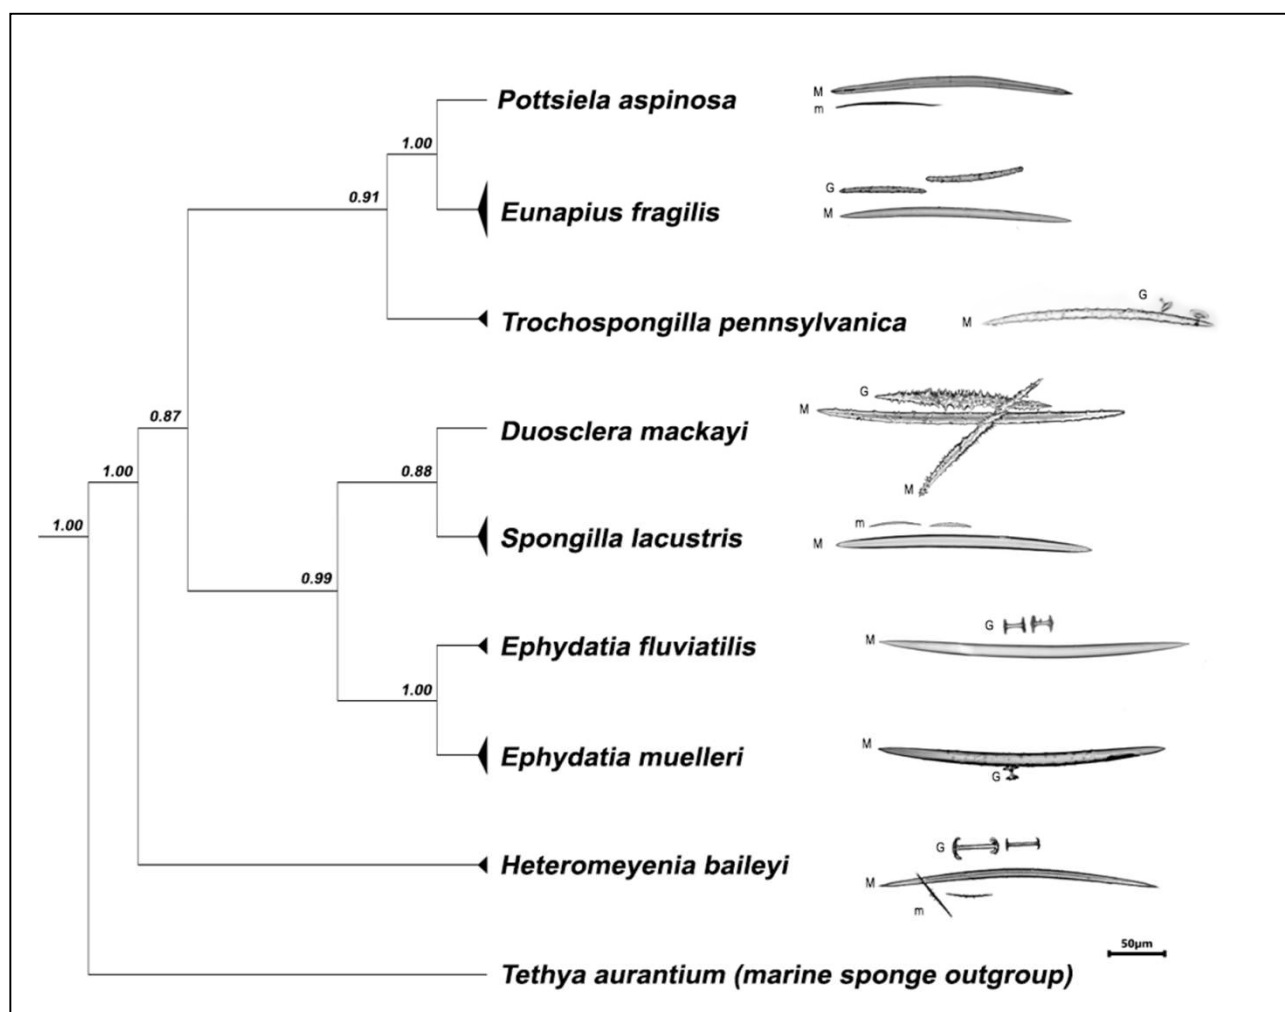 Pottsiela aspinosa
M
m
1.00
0.91
G
M
Eunapius fragilis
G
M
Trochospongilla pennsylvanica
0.87
G
M
M
Duosclera mackayi
1.00
0.88
1.00
m
M
Spongilla lacustris
0.99
G
M
Ephydatia fluviatilis
1.00
M
G
Ephydatia muelleri
G
M
m
Heteromeyenia baileyi
50µm
Tethya aurantium (marine sponge outgroup)